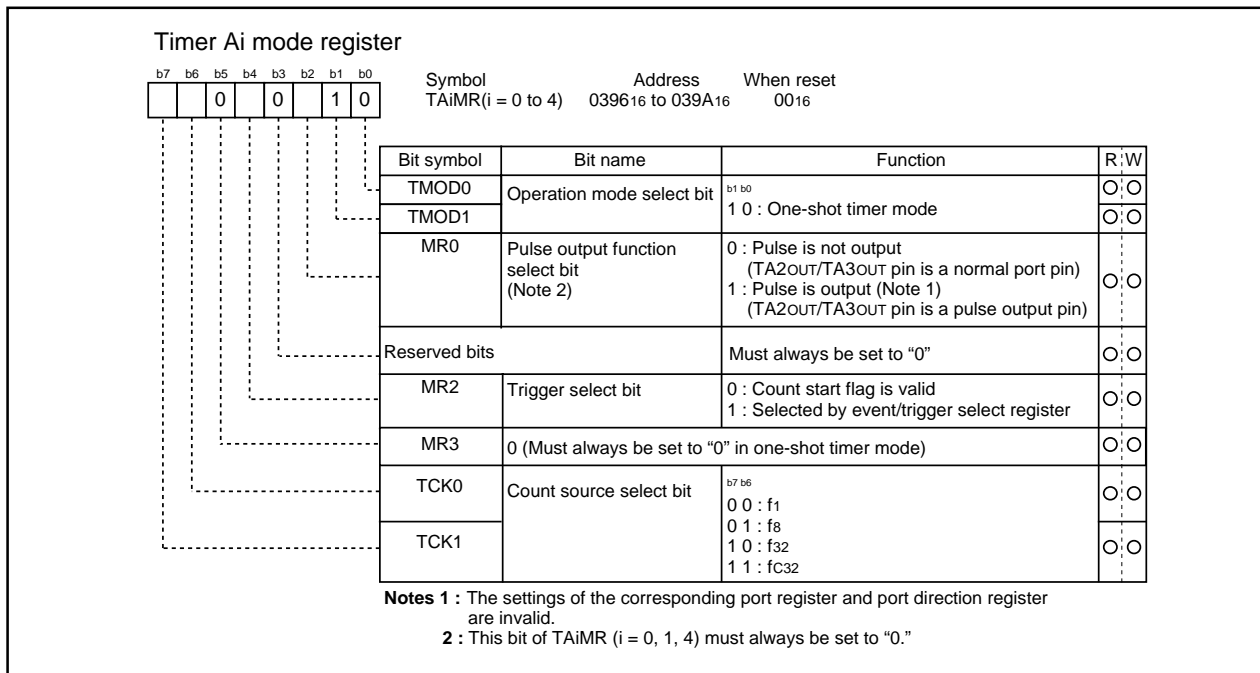 Timer Ai mode register
b7 b6 b5 b4 b3 b2 b1 b0
0 0 1 0
Symbol Address When reset
TAiMR(i = 0 to 4) 039616 to 039A16 0016
Bit symbol Bit name Function R W
TMOD0 Operation mode select bit b1 b0
1 0 : One-shot timer mode
TMOD1
MR0 Pulse output function select bit (Note 2) 0 : Pulse is not output
(TA2OUT/TA3OUT pin is a normal port pin)
1 : Pulse is output (Note 1)
(TA2OUT/TA3OUT pin is a pulse output pin)
Reserved bits Must always be set to “0”
MR2 Trigger select bit 0 : Count start flag is valid
1 : Selected by event/trigger select register
MR3 0 (Must always be set to “0” in one-shot timer mode)
TCK0 Count source select bit b7 b6
0 0 : f1
0 1 : f8
TCK1 1 0 : f32
1 1 : fC32
Notes 1 : The settings of the corresponding port register and port direction register
are invalid.
2 : This bit of TAiMR (i = 0, 1, 4) must always be set to “0.”